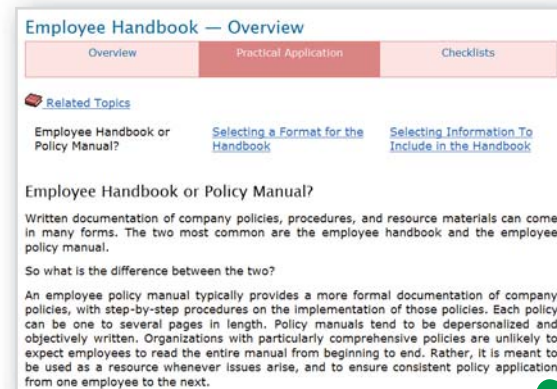 Employee Handbook — Overview
Overview Practical Application Checklists
Related Topics
Employee Handbook or Policy Manual?
Selecting a Format for the Handbook
Selecting Information To Include in the Handbook
Employee Handbook or Policy Manual?
Written documentation of company policies, procedures, and resource materials can come
in many forms. The two most common are the employee handbook and the employee
policy manual.
So what is the difference between the two?
An employee policy manual typically provides a more formal documentation of company
policies, with step-by-step procedures on the implementation of those policies. Each policy
can be one to several pages in length. Policy manuals tend to be depersonalized and
objectively written. Organizations with particularly comprehensive policies are unlikely to
expect employees to read the entire manual from beginning to end. Rather, it is meant to
be used as a resource whenever issues arise, and to ensure consistent policy application
from one employee to the next.